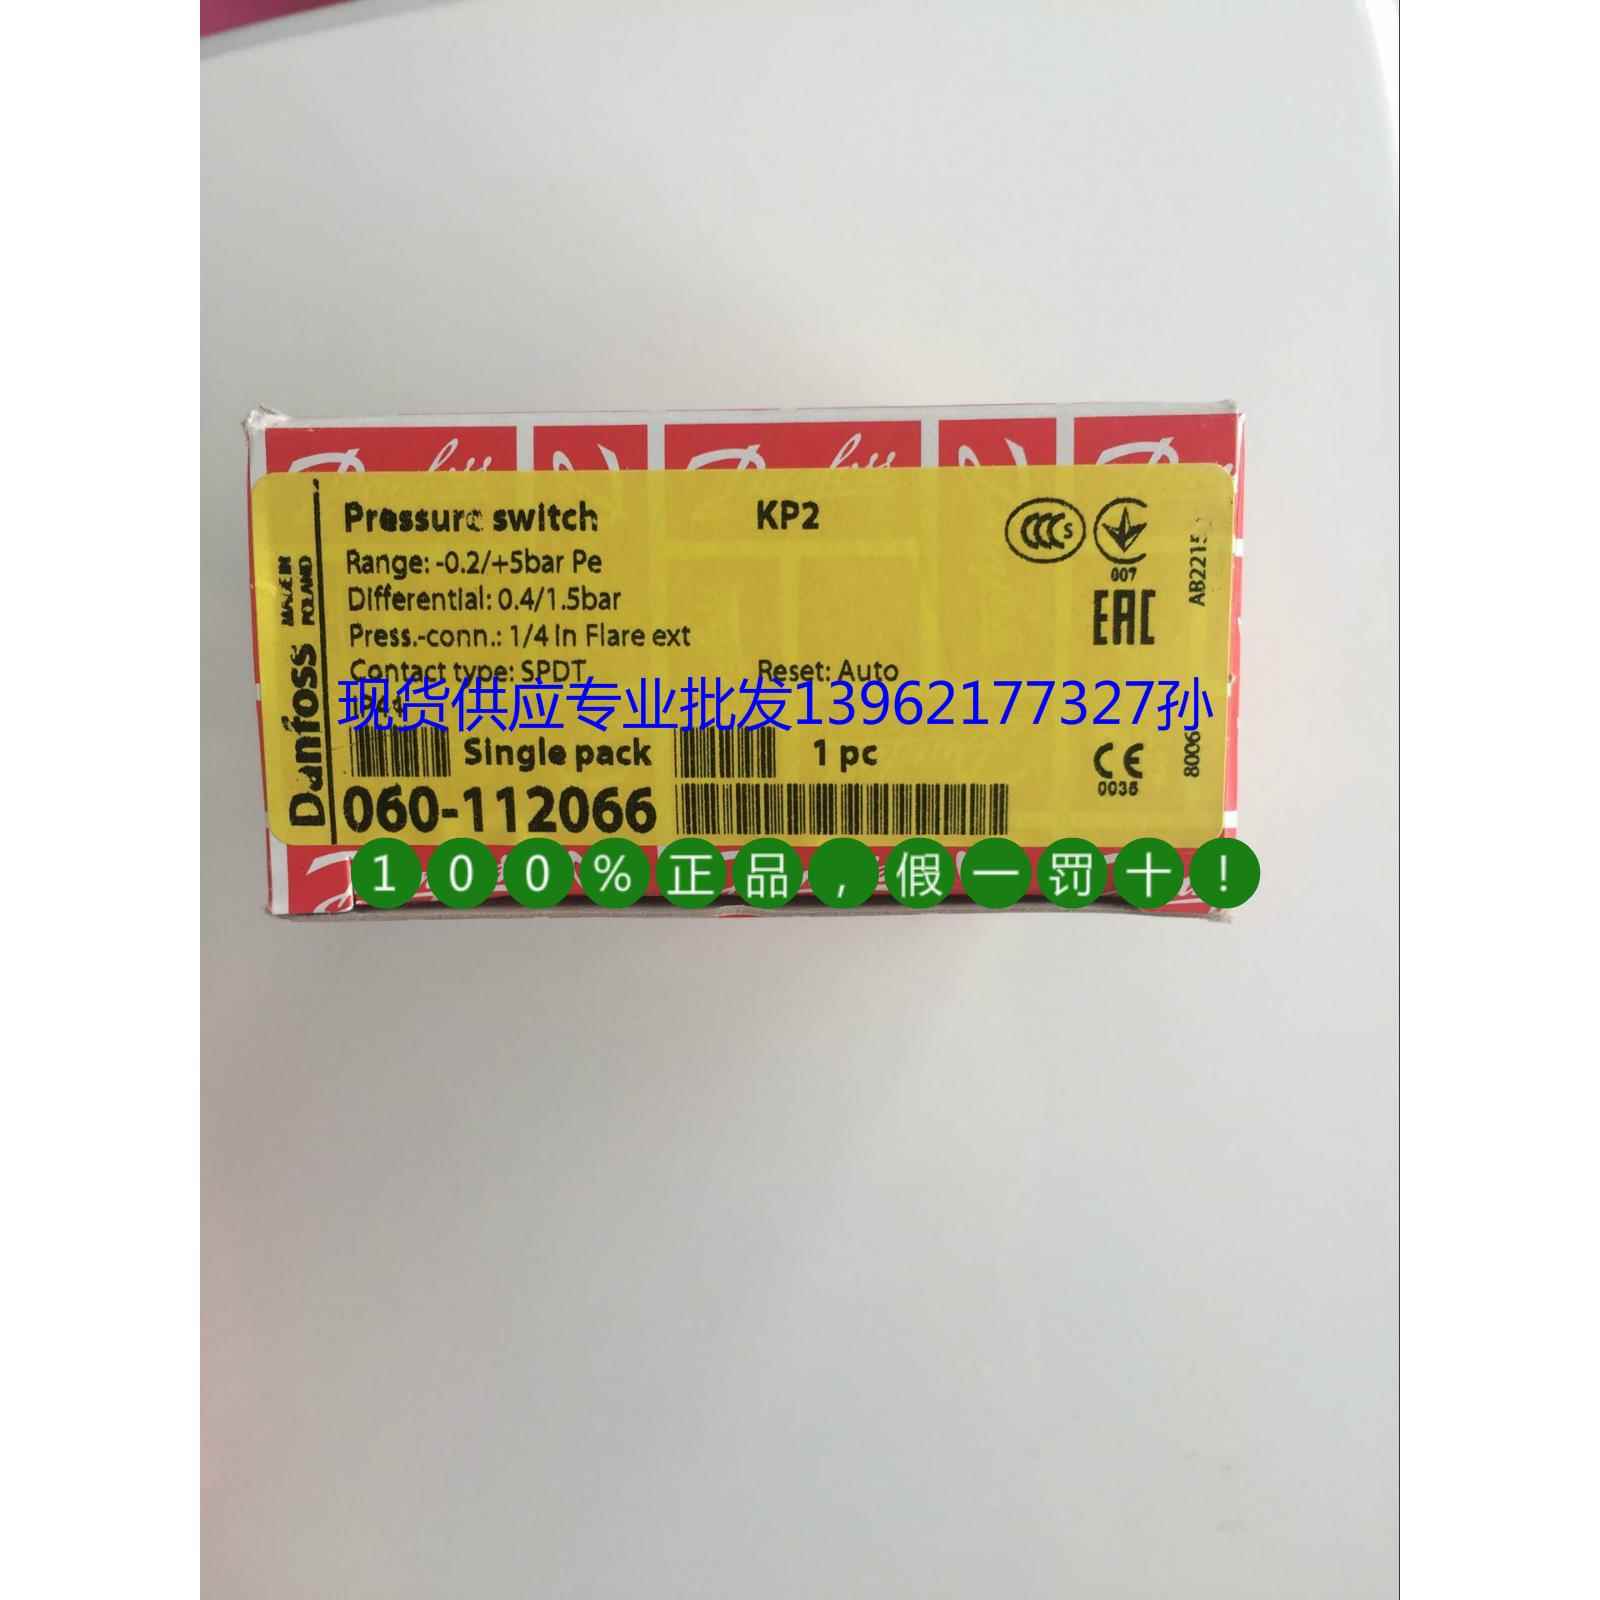 Pressure switch KP2
Range: -0.2/+5bar Pe
Differential: 0.4/1.5bar
Press.-conn.: 1/4 in Flare ext
Contact type: SPDT Reset: Auto
IP44
现货供应专业批发13962177327孙
Single pack 1 pc
060-112066
Danfoss
MADE IN
POLAND
CCC S
007
EAC
CE
0035
8006
100%正品，假一罚十！